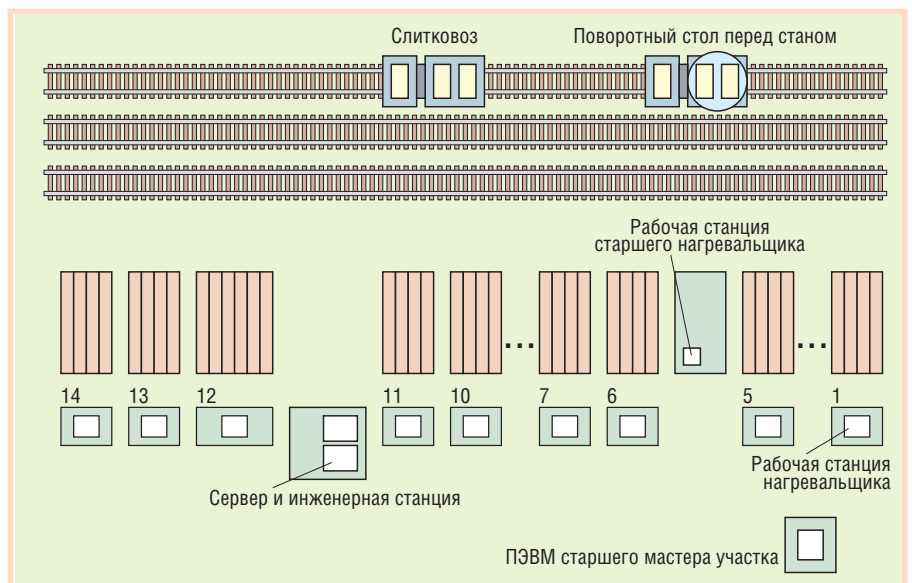 Слитковоз
Поворотный стол перед станом
Рабочая станция
старшего нагревальщика
...
...
14
13
12
11
10
7
6
5
1
Рабочая станция
нагревальщика
Сервер и инженерная станция
ПЭВМ старшего мастера участка